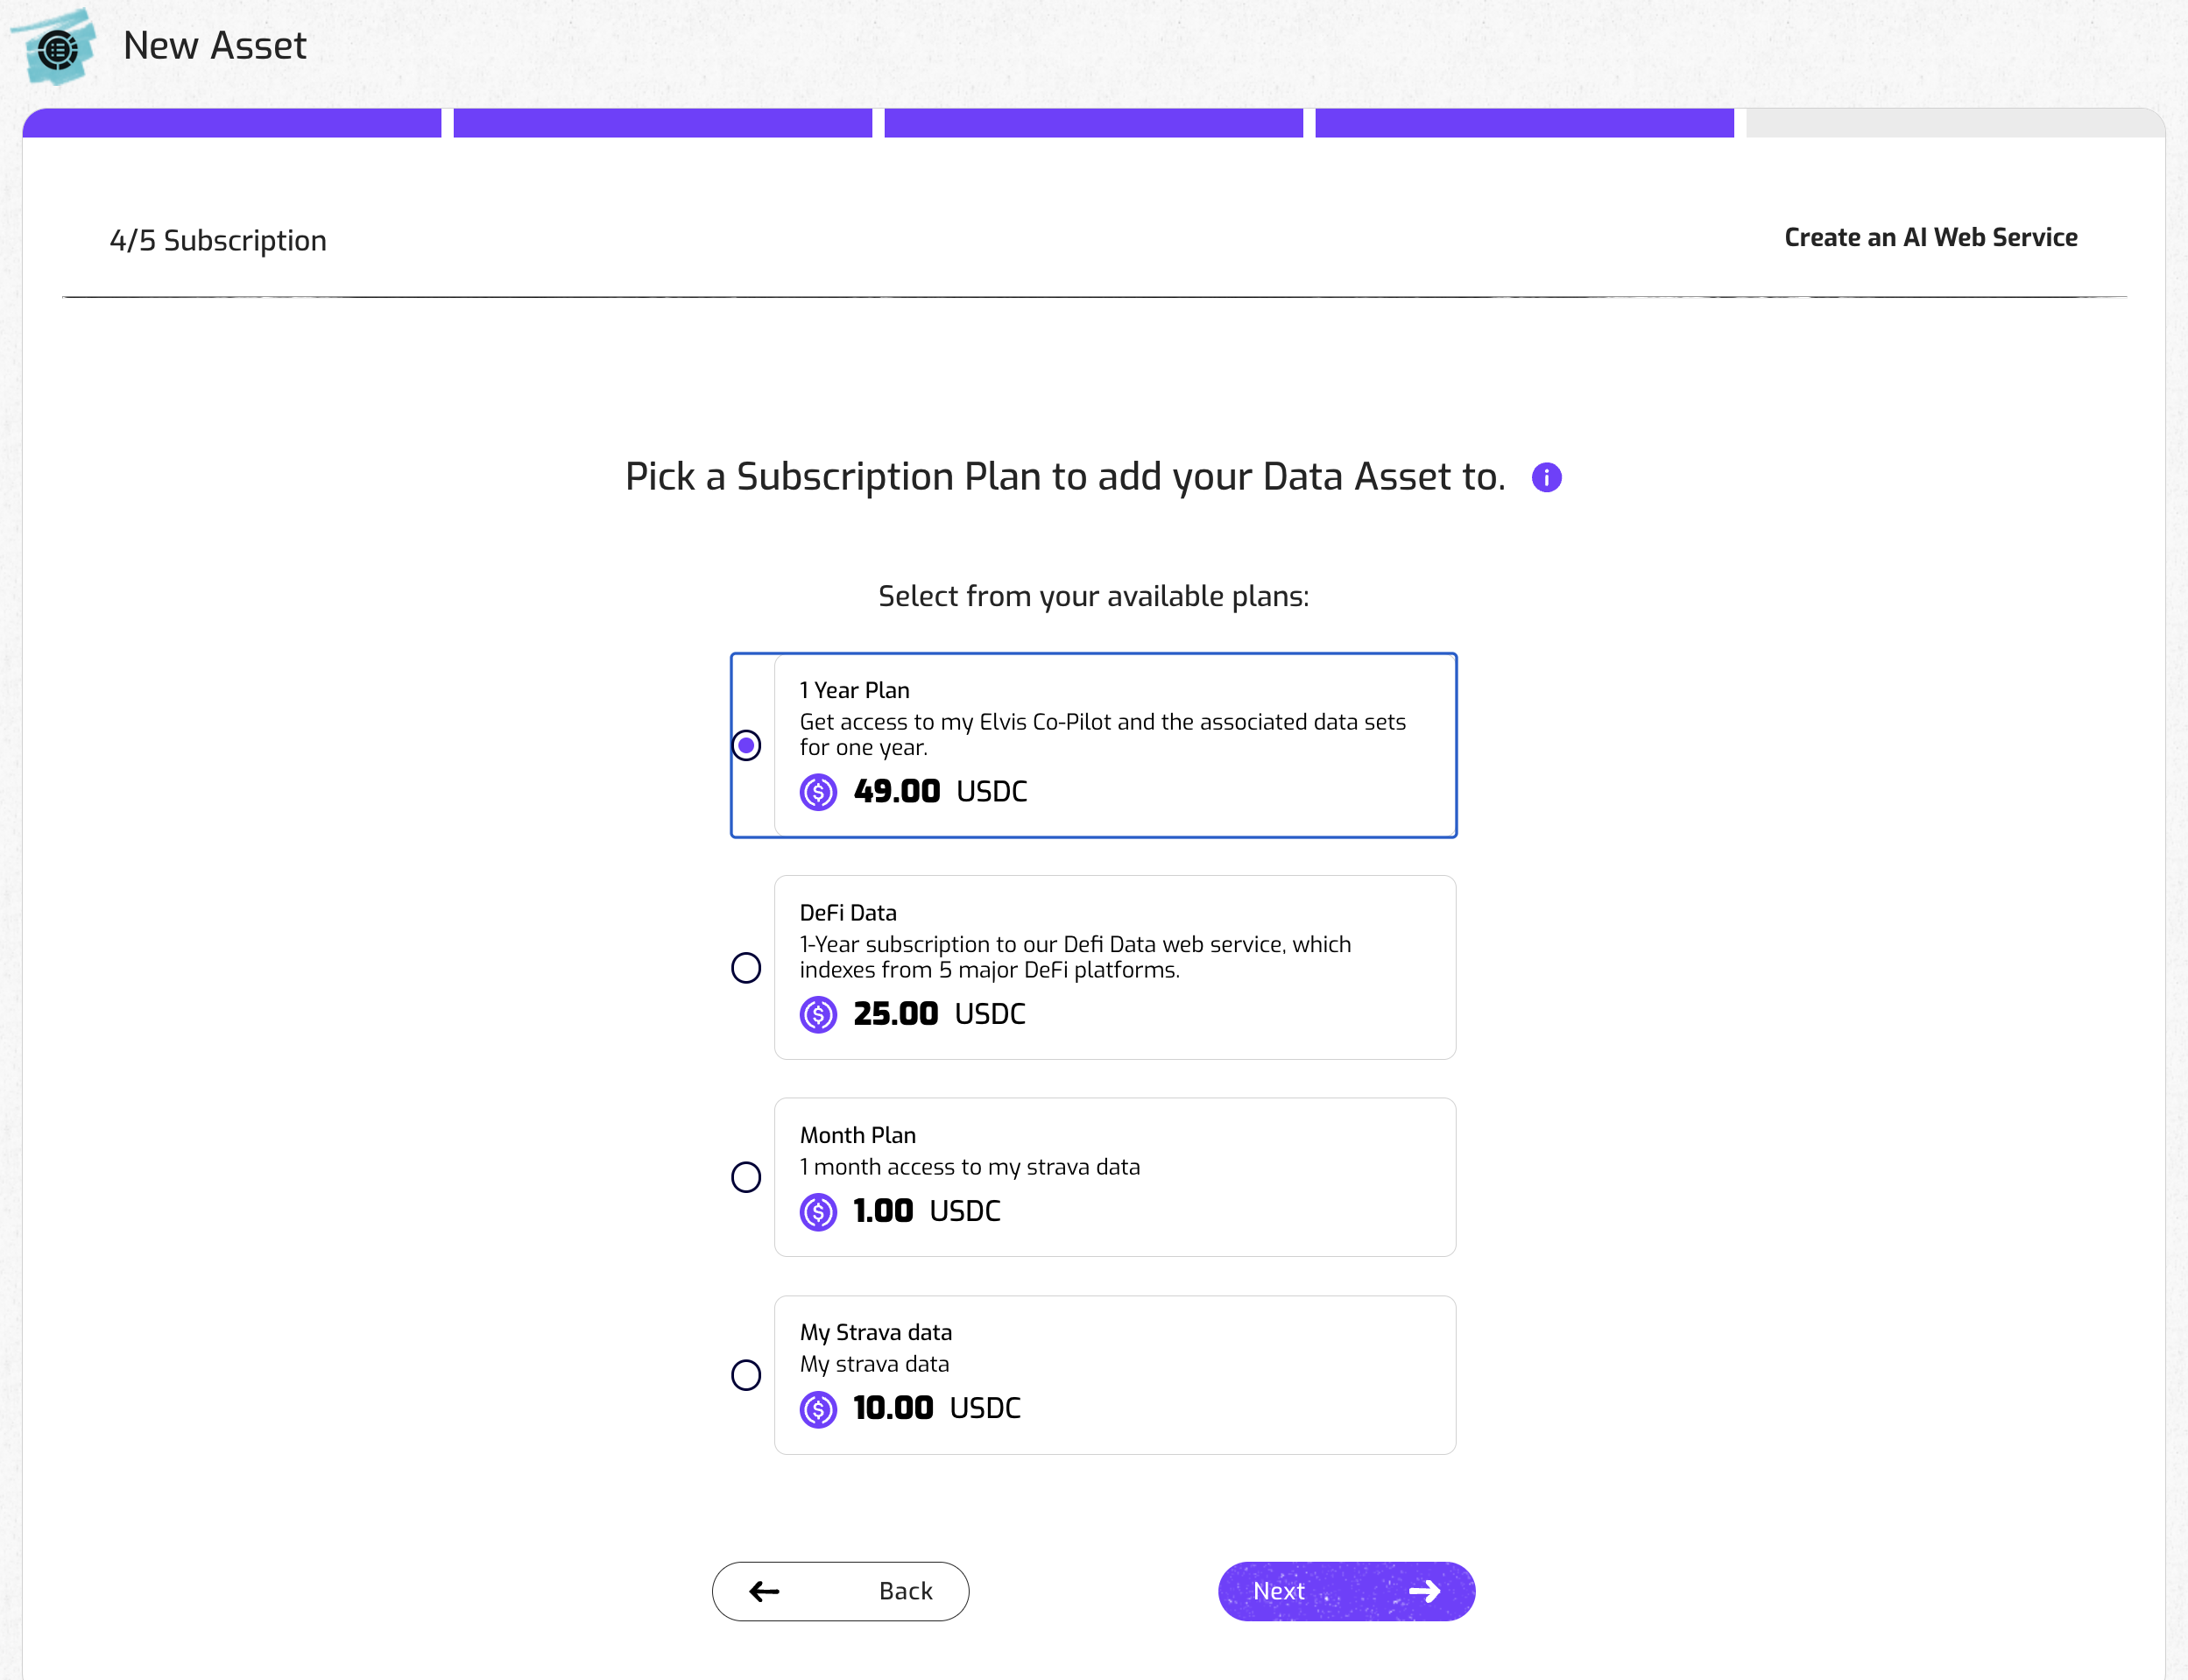 New Asset
4/5 Subscription
Create an AI Web Service
Pick a Subscription Plan to add your Data Asset to.
i
Select from your available plans:
1 Year Plan
Get access to my Elvis Co-Pilot and the associated data sets
for one year.
$ 49.00 USDC
DeFi Data
1-Year subscription to our Defi Data web service, which
indexes from 5 major DeFi platforms.
$ 25.00 USDC
Month Plan
1 month access to my strava data
$ 1.00 USDC
My Strava data
My strava data
$ 10.00 USDC
Back
Next